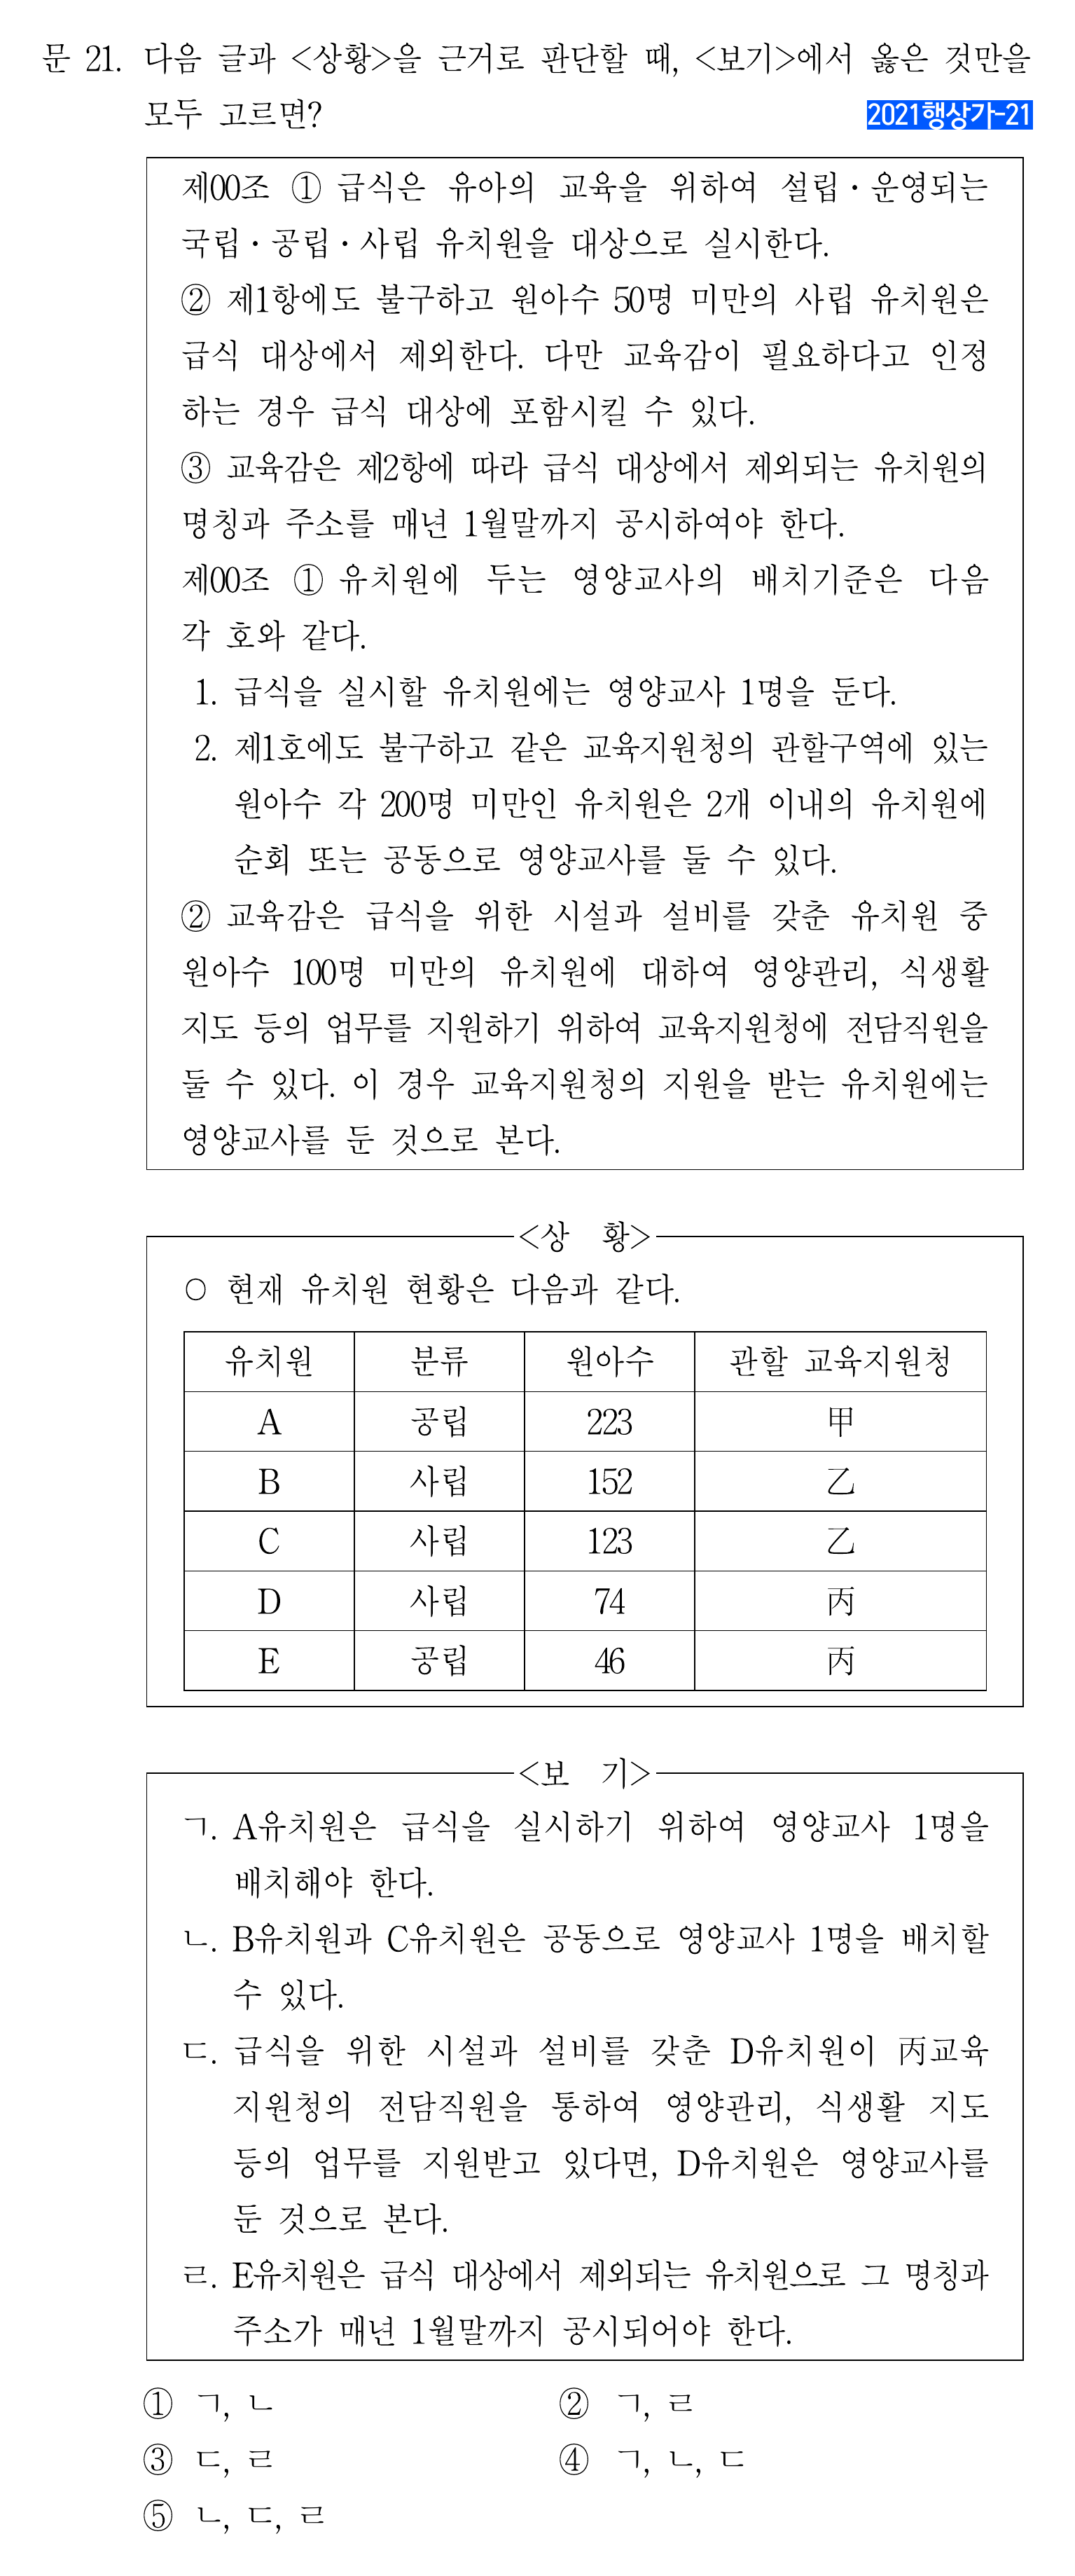 문 21. 다음 글과 <상황>을 근거로 판단할 때, <보기>에서 옳은 것만을
모두 고르면?
2021행상가-21
제00조 ① 급식은 유아의 교육을 위하여 설립·운영되는
국립·공립·사립 유치원을 대상으로 실시한다.
② 제1항에도 불구하고 원아수 50명 미만의 사립 유치원은
급식 대상에서 제외한다. 다만 교육감이 필요하다고 인정
하는 경우 급식 대상에 포함시킬 수 있다.
③ 교육감은 제2항에 따라 급식 대상에서 제외되는 유치원의
명칭과 주소를 매년 1월말까지 공시하여야 한다.
제00조 ① 유치원에 두는 영양교사의 배치기준은 다음
각 호와 같다.
1. 급식을 실시할 유치원에는 영양교사 1명을 둔다.
2. 제1호에도 불구하고 같은 교육지원청의 관할구역에 있는
원아수 각 200명 미만인 유치원은 2개 이내의 유치원에
순회 또는 공동으로 영양교사를 둘 수 있다.
② 교육감은 급식을 위한 시설과 설비를 갖춘 유치원 중
원아수 100명 미만의 유치원에 대하여 영양관리, 식생활
지도 등의 업무를 지원하기 위하여 교육지원청에 전담직원을
둘 수 있다. 이 경우 교육지원청의 지원을 받는 유치원에는
영양교사를 둔 것으로 본다.
<상 황>
○ 현재 유치원 현황은 다음과 같다.
유치원 분류 원아수 관할 교육지원청
A 공립 223 甲
B 사립 152 乙
C 사립 123 乙
D 사립 74 丙
E 공립 46 丙
<보 기>
ㄱ. A유치원은 급식을 실시하기 위하여 영양교사 1명을
배치해야 한다.
ㄴ. B유치원과 C유치원은 공동으로 영양교사 1명을 배치할
수 있다.
ㄷ. 급식을 위한 시설과 설비를 갖춘 D유치원이 丙교육
지원청의 전담직원을 통하여 영양관리, 식생활 지도
등의 업무를 지원받고 있다면, D유치원은 영양교사를
둔 것으로 본다.
ㄹ. E유치원은 급식 대상에서 제외되는 유치원으로 그 명칭과
주소가 매년 1월말까지 공시되어야 한다.
① ㄱ, ㄴ ② ㄱ, ㄹ
③ ㄷ, ㄹ ④ ㄱ, ㄴ, ㄷ
⑤ ㄴ, ㄷ, ㄹ